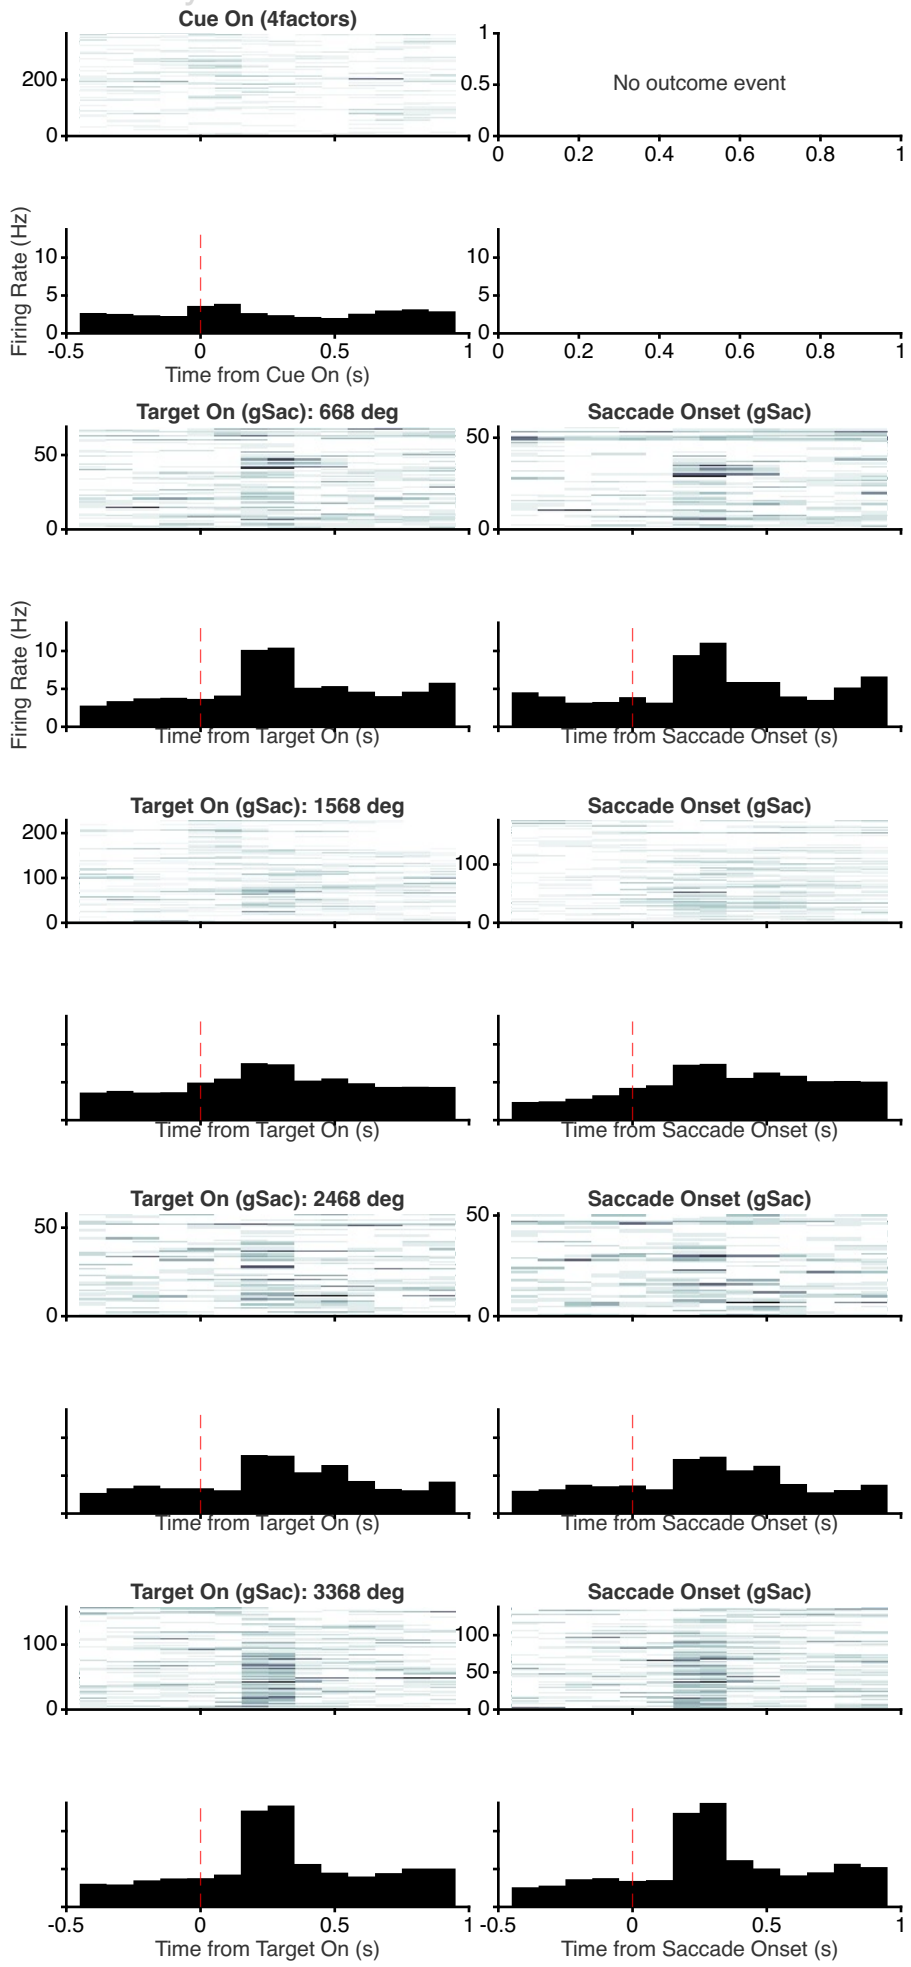 Cue On (4factors)
200
0
1
0.5
0
No outcome event
0 0.2 0.4 0.6 0.8 1
Firing Rate (Hz)
10
5
0
-0.5 0 0.5 1
Time from Cue On (s)
10
5
0
0 0.2 0.4 0.6 0.8 1
Target On (gSac): 668 deg
50
0
Saccade Onset (gSac)
50
0
Firing Rate (Hz)
10
5
0
Time from Target On (s)
Time from Saccade Onset (s)
Target On (gSac): 1568 deg
200
100
0
Saccade Onset (gSac)
100
0
Time from Target On (s)
Time from Saccade Onset (s)
Target On (gSac): 2468 deg
50
0
Saccade Onset (gSac)
50
0
Time from Target On (s)
Time from Saccade Onset (s)
Target On (gSac): 3368 deg
100
0
Saccade Onset (gSac)
100
50
0
-0.5 0 0.5 1
Time from Target On (s)
-0.5 0 0.5 1
Time from Saccade Onset (s)